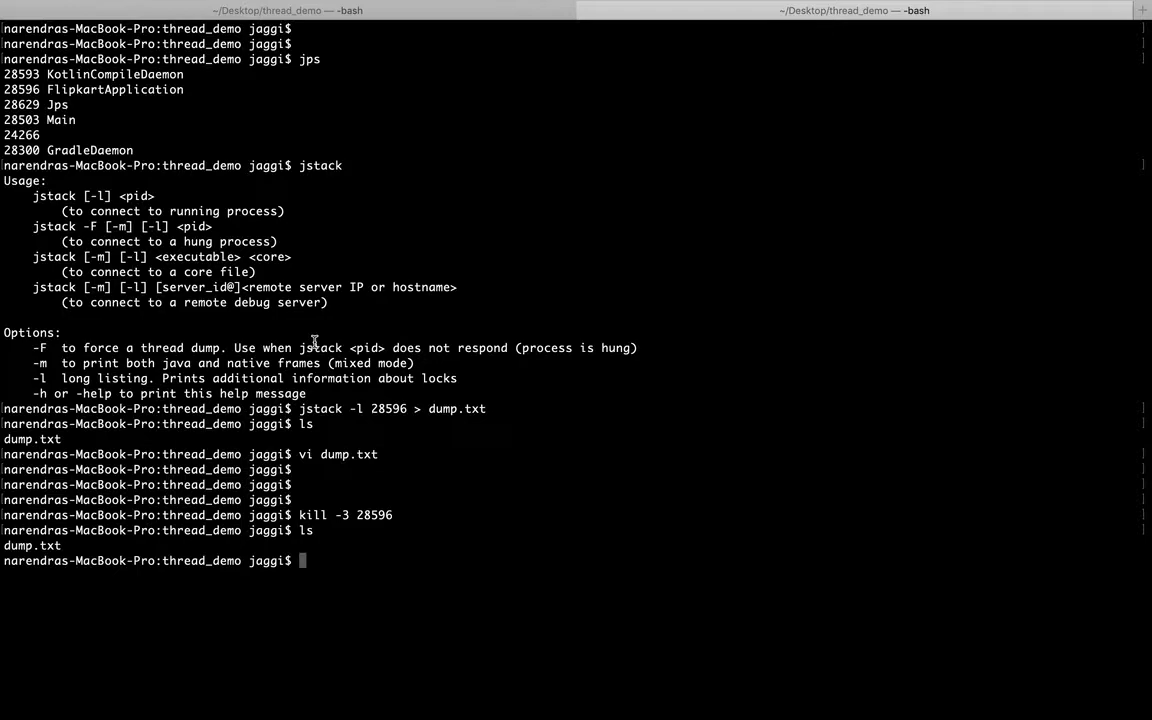 ~/Desktop/thread_demo — -bash
~/Desktop/thread_demo — -bash
narendras-MacBook-Pro:thread_demo jaggi$
narendras-MacBook-Pro:thread_demo jaggi$
narendras-MacBook-Pro:thread_demo jaggi$ jps
28593 KotlinCompileDaemon
28596 FlipkartApplication
28629 Jps
28503 Main
24266
28300 GradleDaemon
narendras-MacBook-Pro:thread_demo jaggi$ jstack
Usage:
    jstack [-l] <pid>
        (to connect to running process)
    jstack -F [-m] [-l] <pid>
        (to connect to a hung process)
    jstack [-m] [-l] <executable> <core>
        (to connect to a core file)
    jstack [-m] [-l] [server_id@]<remote server IP or hostname>
        (to connect to a remote debug server)
Options:
    -F  to force a thread dump. Use when jstack <pid> does not respond (process is hung)
    -m  to print both java and native frames (mixed mode)
    -l  long listing. Prints additional information about locks
    -h or -help to print this help message
narendras-MacBook-Pro:thread_demo jaggi$ jstack -l 28596 > dump.txt
narendras-MacBook-Pro:thread_demo jaggi$ ls
dump.txt
narendras-MacBook-Pro:thread_demo jaggi$ vi dump.txt
narendras-MacBook-Pro:thread_demo jaggi$
narendras-MacBook-Pro:thread_demo jaggi$
narendras-MacBook-Pro:thread_demo jaggi$
narendras-MacBook-Pro:thread_demo jaggi$ kill -3 28596
narendras-MacBook-Pro:thread_demo jaggi$ ls
dump.txt
narendras-MacBook-Pro:thread_demo jaggi$